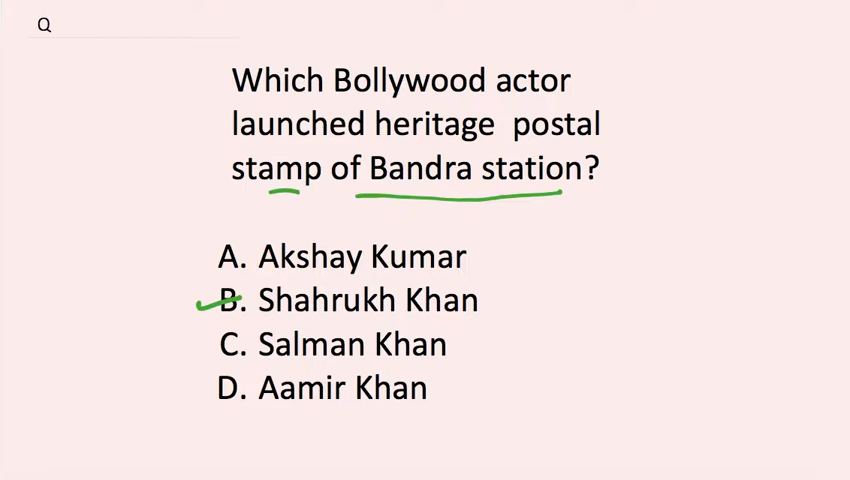 Q
Which Bollywood actor
launched heritage postal
stamp of Bandra station?
A. Akshay Kumar
B. Shahrukh Khan
C. Salman Khan
D. Aamir Khan